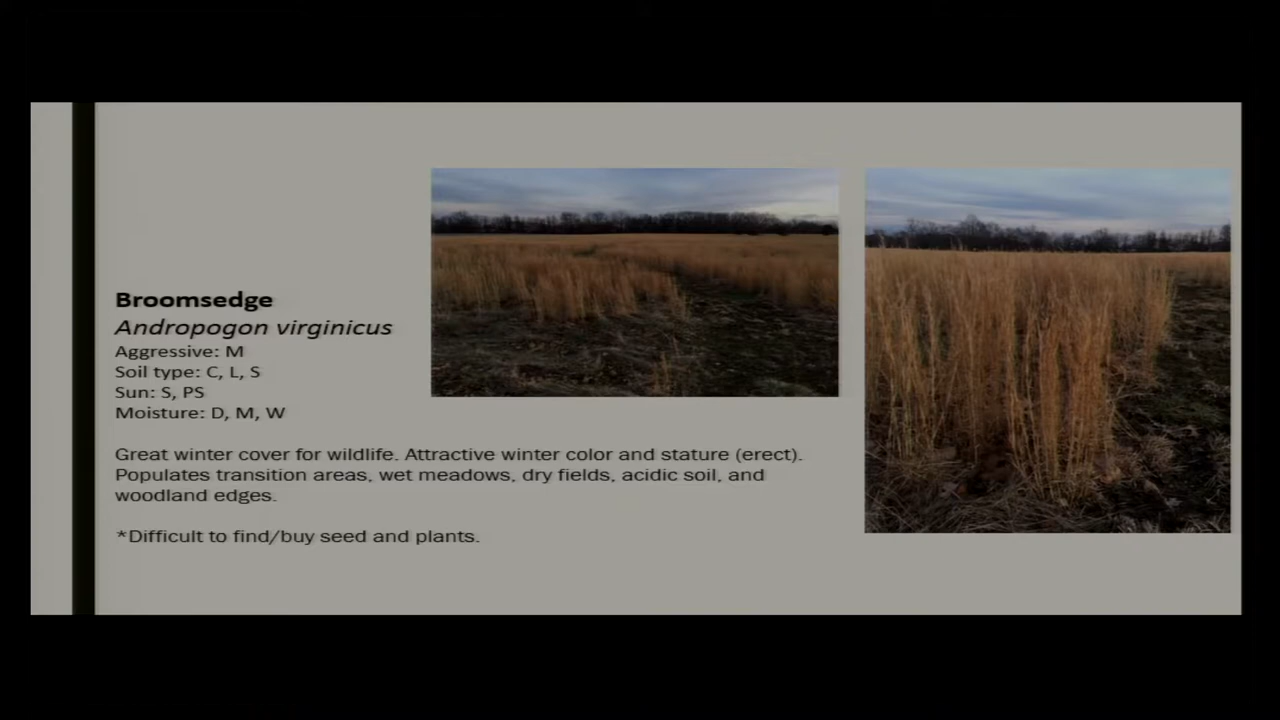 Broomsedge
Andropogon virginicus
Aggressive: M
Soil type: C, L, S
Sun: S, PS
Moisture: D, M, W
Great winter cover for wildlife. Attractive winter color and stature (erect).
Populates transition areas, wet meadows, dry fields, acidic soil, and
woodland edges.
*Difficult to find/buy seed and plants.